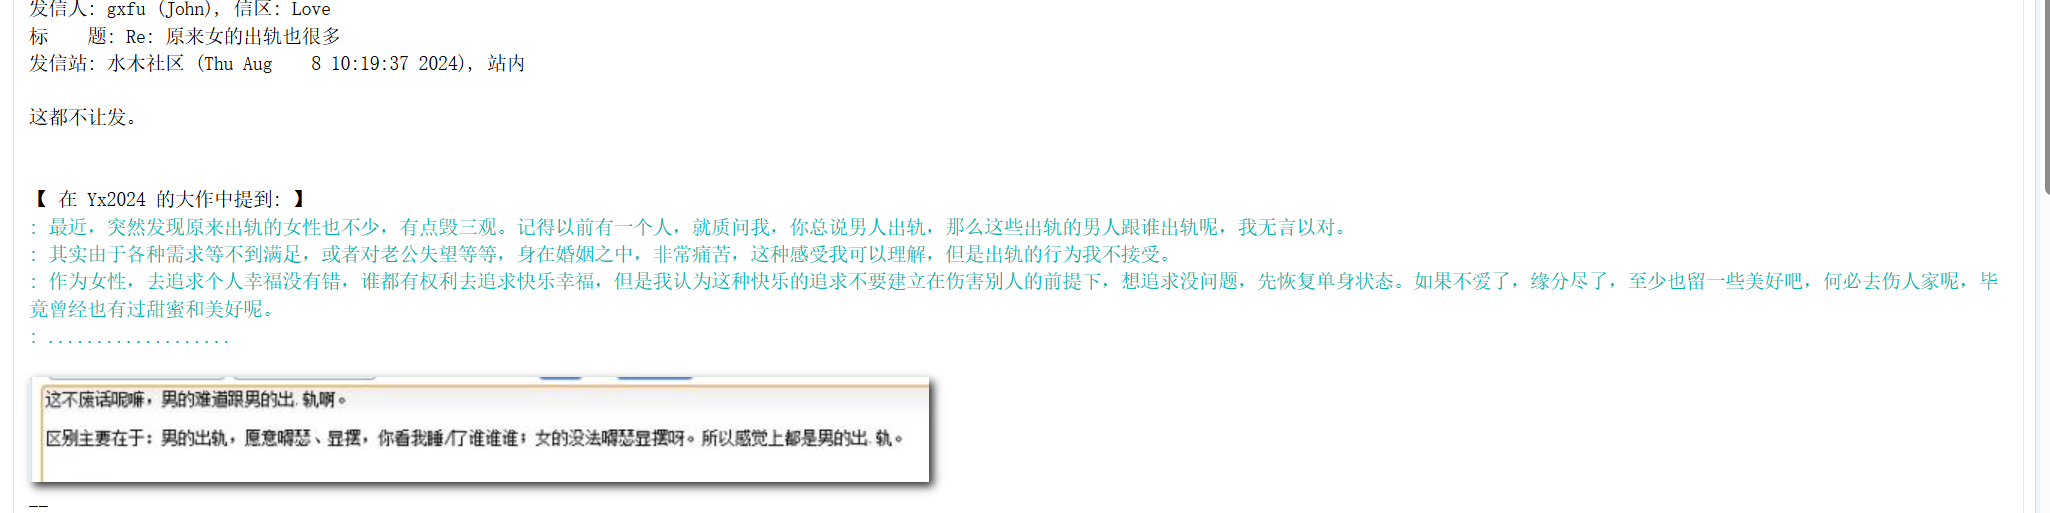 发信人: gxfu (John), 信区: Love
标    题: Re: 原来女的出轨也很多
发信站: 水木社区 (Thu Aug    8 10:19:37 2024), 站内
这都不让发。
【 在 Yx2024 的大作中提到: 】
: 最近，突然发现原来出轨的女性也不少，有点毁三观。记得以前有一个人，就质问我，你总说男人出轨，那么这些出轨的男人跟谁出轨呢，我无言以对。
: 其实由于各种需求等不到满足，或者对老公失望等等，身在婚姻之中，非常痛苦，这种感受我可以理解，但是出轨的行为我不接受。
: 作为女性，去追求个人幸福没有错，谁都有权利去追求快乐幸福，但是我认为这种快乐的追求不要建立在伤害别人的前提下，想追求没问题，先恢复单身状态。如果不爱了，缘分尽了，至少也留一些美好吧，何必去伤人家呢，毕
竟曾经也有过甜蜜和美好呢。
: ...................
这不废话呢嘛，男的难道跟男的出.轨啊。
区别主要在于：男的出轨，愿意嘚瑟、显摆，你看我睡/了谁谁谁；女的没法嘚瑟显摆呀。所以感觉上都是男的出.轨。
--